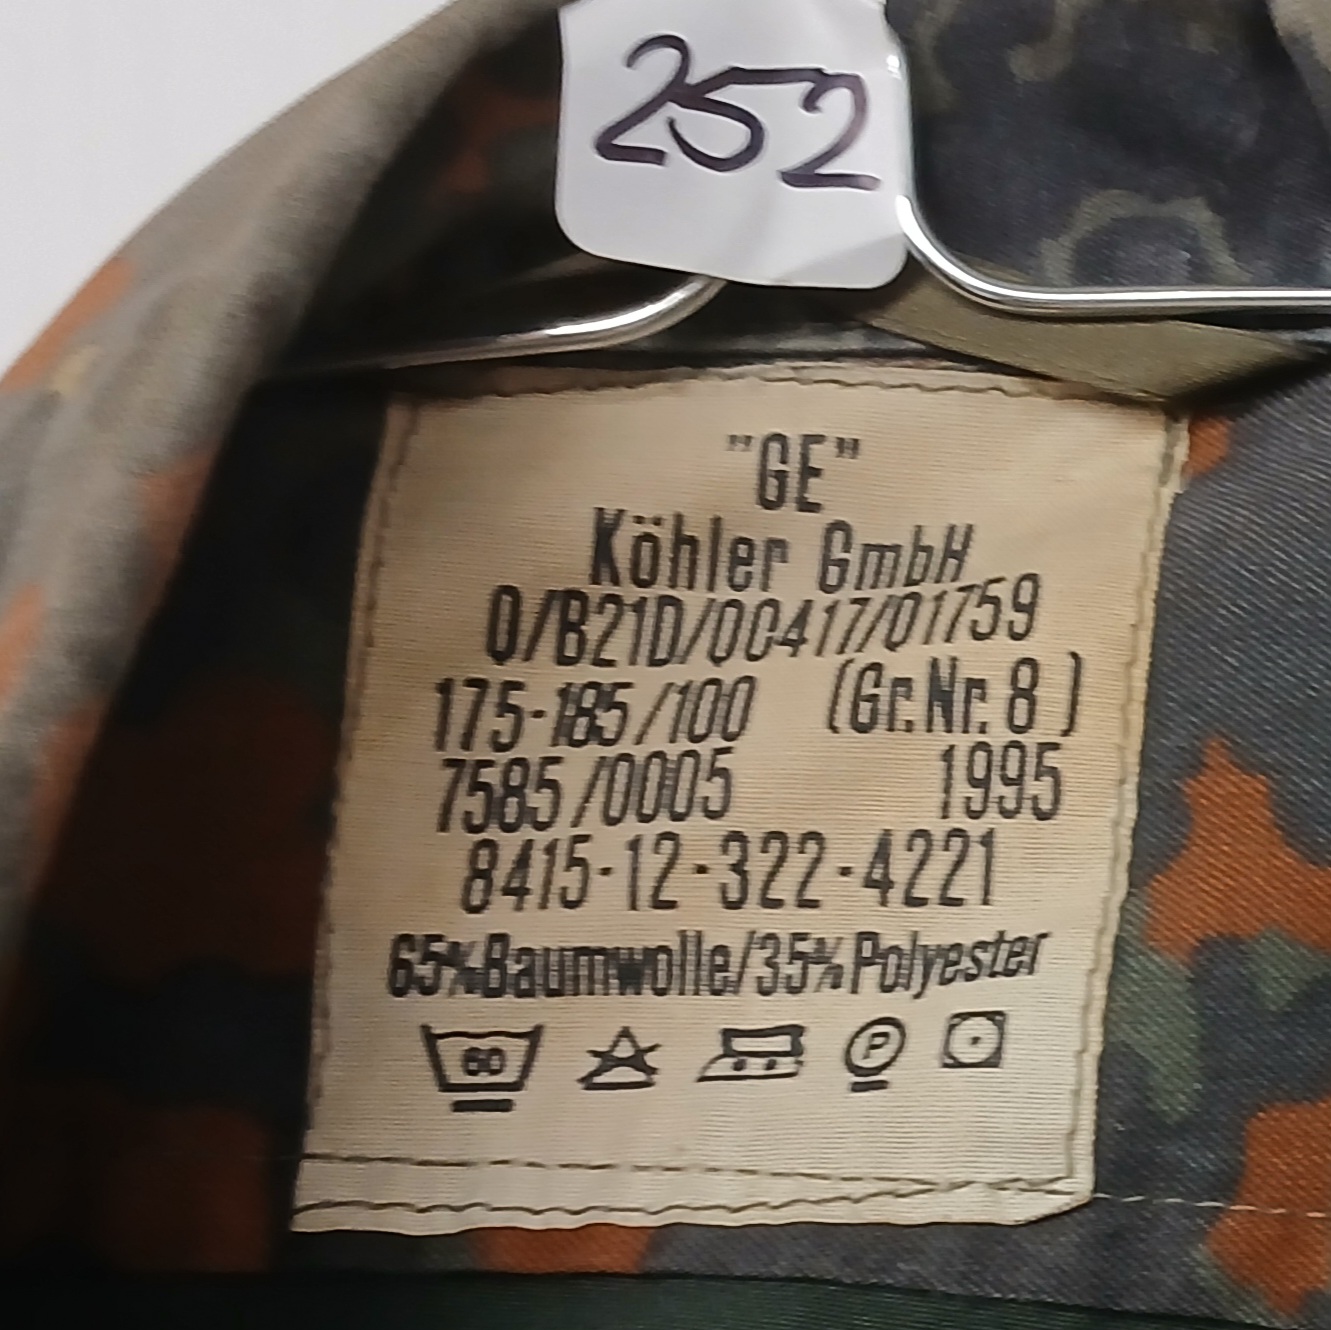 252
"GE"
Köhler GmbH
Q/B21D/0C417/01759
175-185/100 (Gr.Nr. 8)
7585/0005 1995
8415-12-322-4221
65%Baumwolle/35%Polyester
60 P